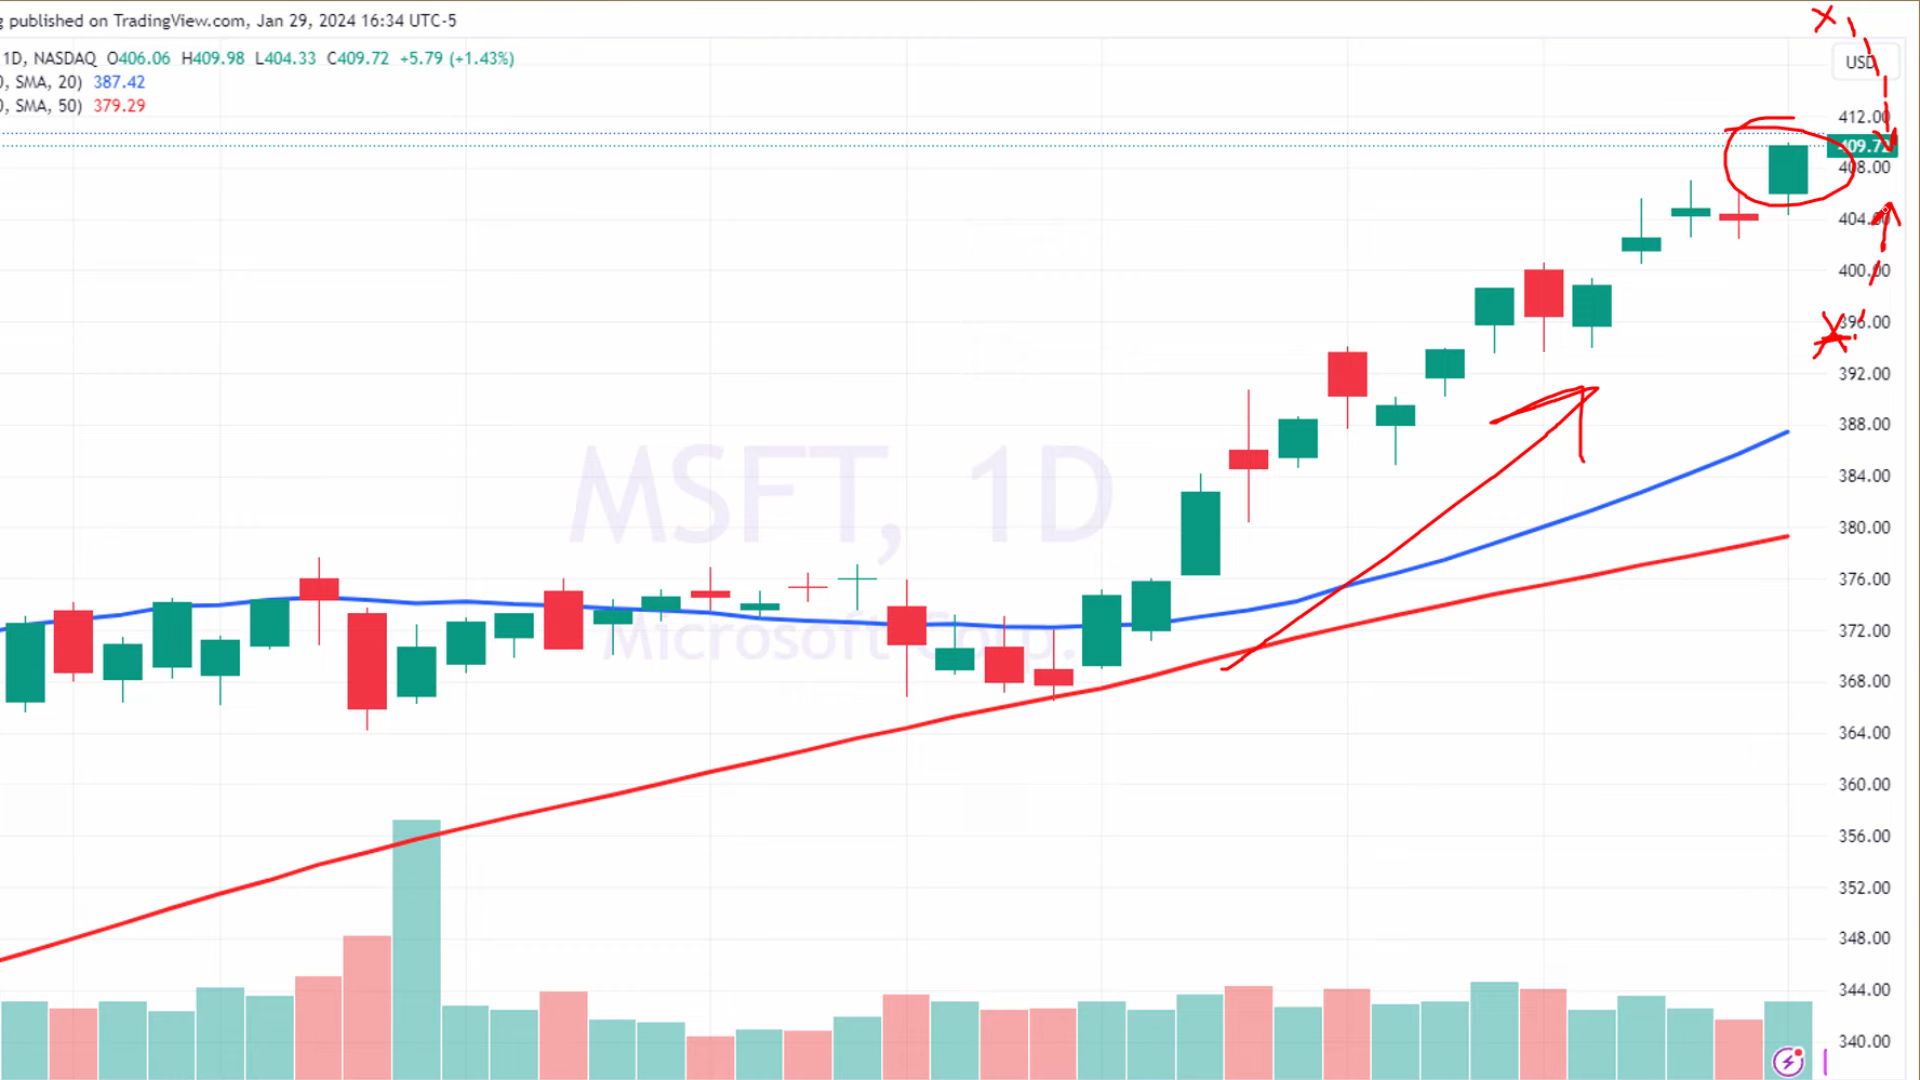 g published on TradingView.com, Jan 29, 2024 16:34 UTC-5
1D, NASDAQ O406.06 H409.98 L404.33 C409.72 +5.79 (+1.43%)
0, SMA, 20) 387.42
0, SMA, 50) 379.29
USD
412.00
409.72
408.00
404.00
400.00
396.00
392.00
388.00
384.00
380.00
376.00
372.00
368.00
364.00
360.00
356.00
352.00
348.00
344.00
340.00
MSFT, 1D
Microsoft Corp.